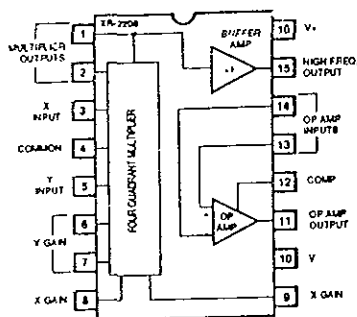 XR-2208
MULTIPLIER
OUTPUTS
1
2
X
INPUT
3
COMMON
4
Y
INPUT
5
6
Y GAIN
7
X GAIN
8
FOUR QUADRANT MULTIPLIER
BUFFER
AMP
+1
10
V+
15
HIGH FREQ
OUTPUT
14
OP AMP
INPUTS
13
12
COMP
OP
AMP
11
OP AMP
OUTPUT
10
V
9
X GAIN